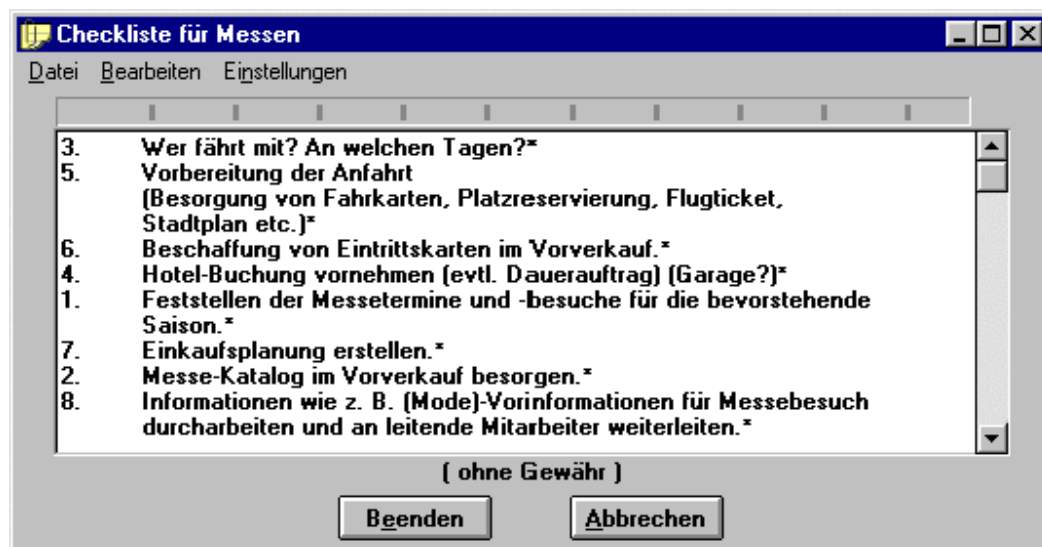 Checkliste für Messen
Datei Bearbeiten Einstellungen
3. Wer fährt mit? An welchen Tagen?*
5. Vorbereitung der Anfahrt
(Besorgung von Fahrkarten, Platzreservierung, Flugticket,
Stadtplan etc.)*
6. Beschaffung von Eintrittskarten im Vorverkauf.*
4. Hotel-Buchung vornehmen (evtl. Dauerauftrag) (Garage?)*
1. Feststellen der Messetermine und -besuche für die bevorstehende
Saison.*
7. Einkaufsplanung erstellen.*
2. Messe-Katalog im Vorverkauf besorgen.*
8. Informationen wie z. B. (Mode)-Vorinformationen für Messebesuch
durcharbeiten und an leitende Mitarbeiter weiterleiten.*
( ohne Gewähr )
Beenden Abbrechen